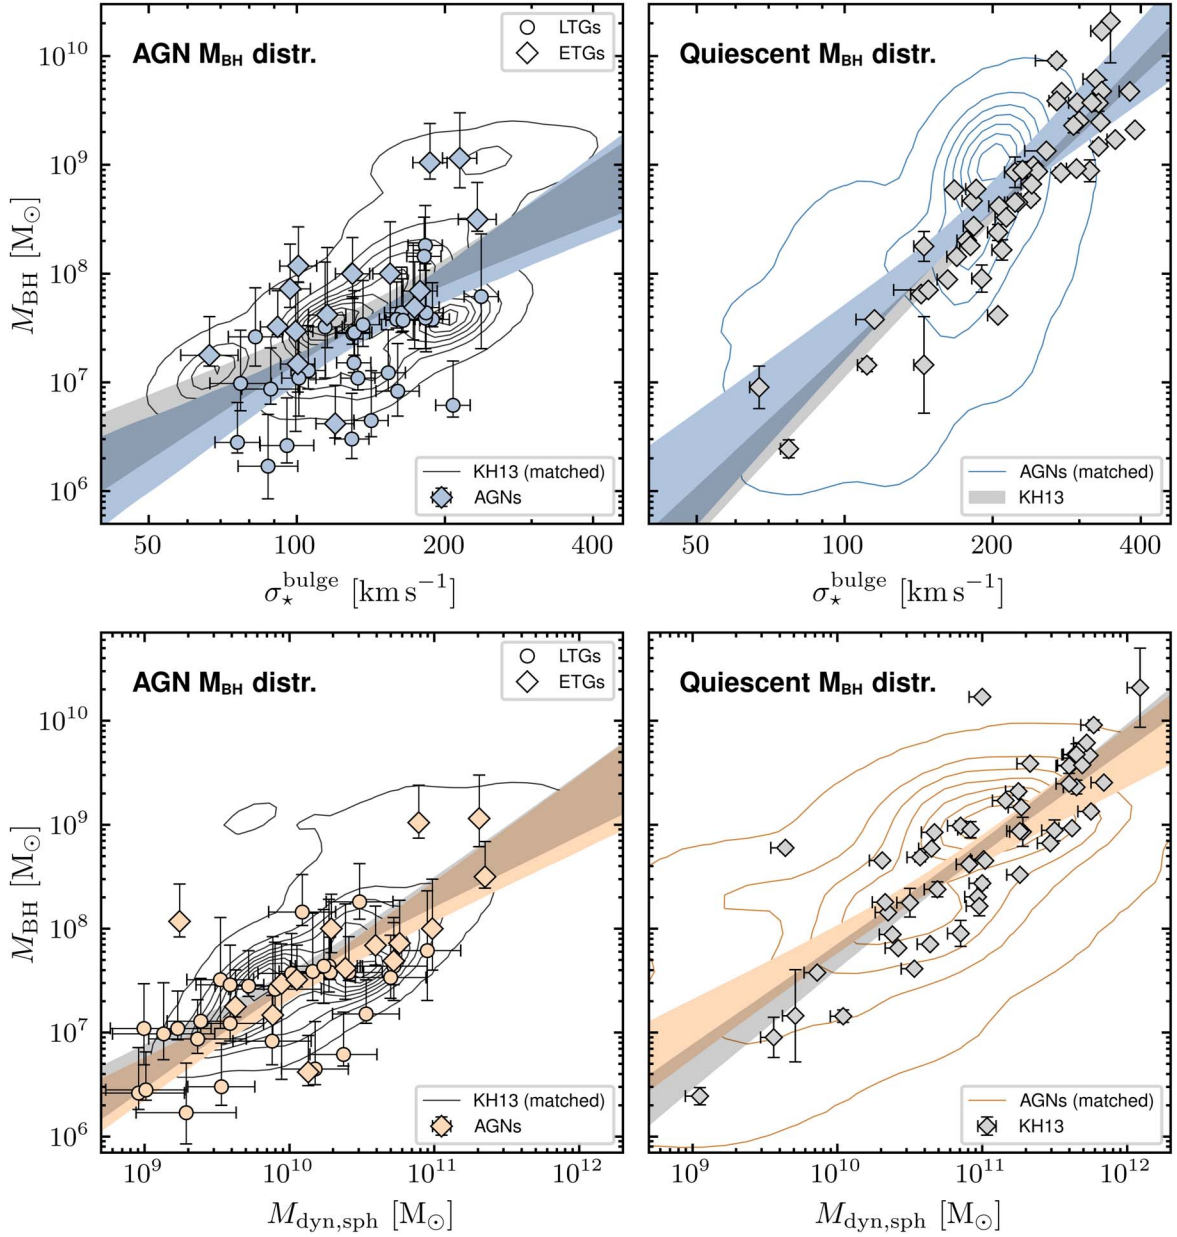 AGN M_BH distr.
LTGs
ETGs
Quiescent M_BH distr.
10^10
10^9
10^8
10^7
10^6
M_BH [M_⊙]
KH13 (matched)
AGNs
AGNs (matched)
KH13
50 100 200 400
50 100 200 400
σ_⋆^bulge [km s^−1]
σ_⋆^bulge [km s^−1]
AGN M_BH distr.
LTGs
ETGs
Quiescent M_BH distr.
10^10
10^9
10^8
10^7
10^6
M_BH [M_⊙]
KH13 (matched)
AGNs
AGNs (matched)
KH13
10^9 10^10 10^11 10^12
10^9 10^10 10^11 10^12
M_dyn,sph [M_⊙]
M_dyn,sph [M_⊙]